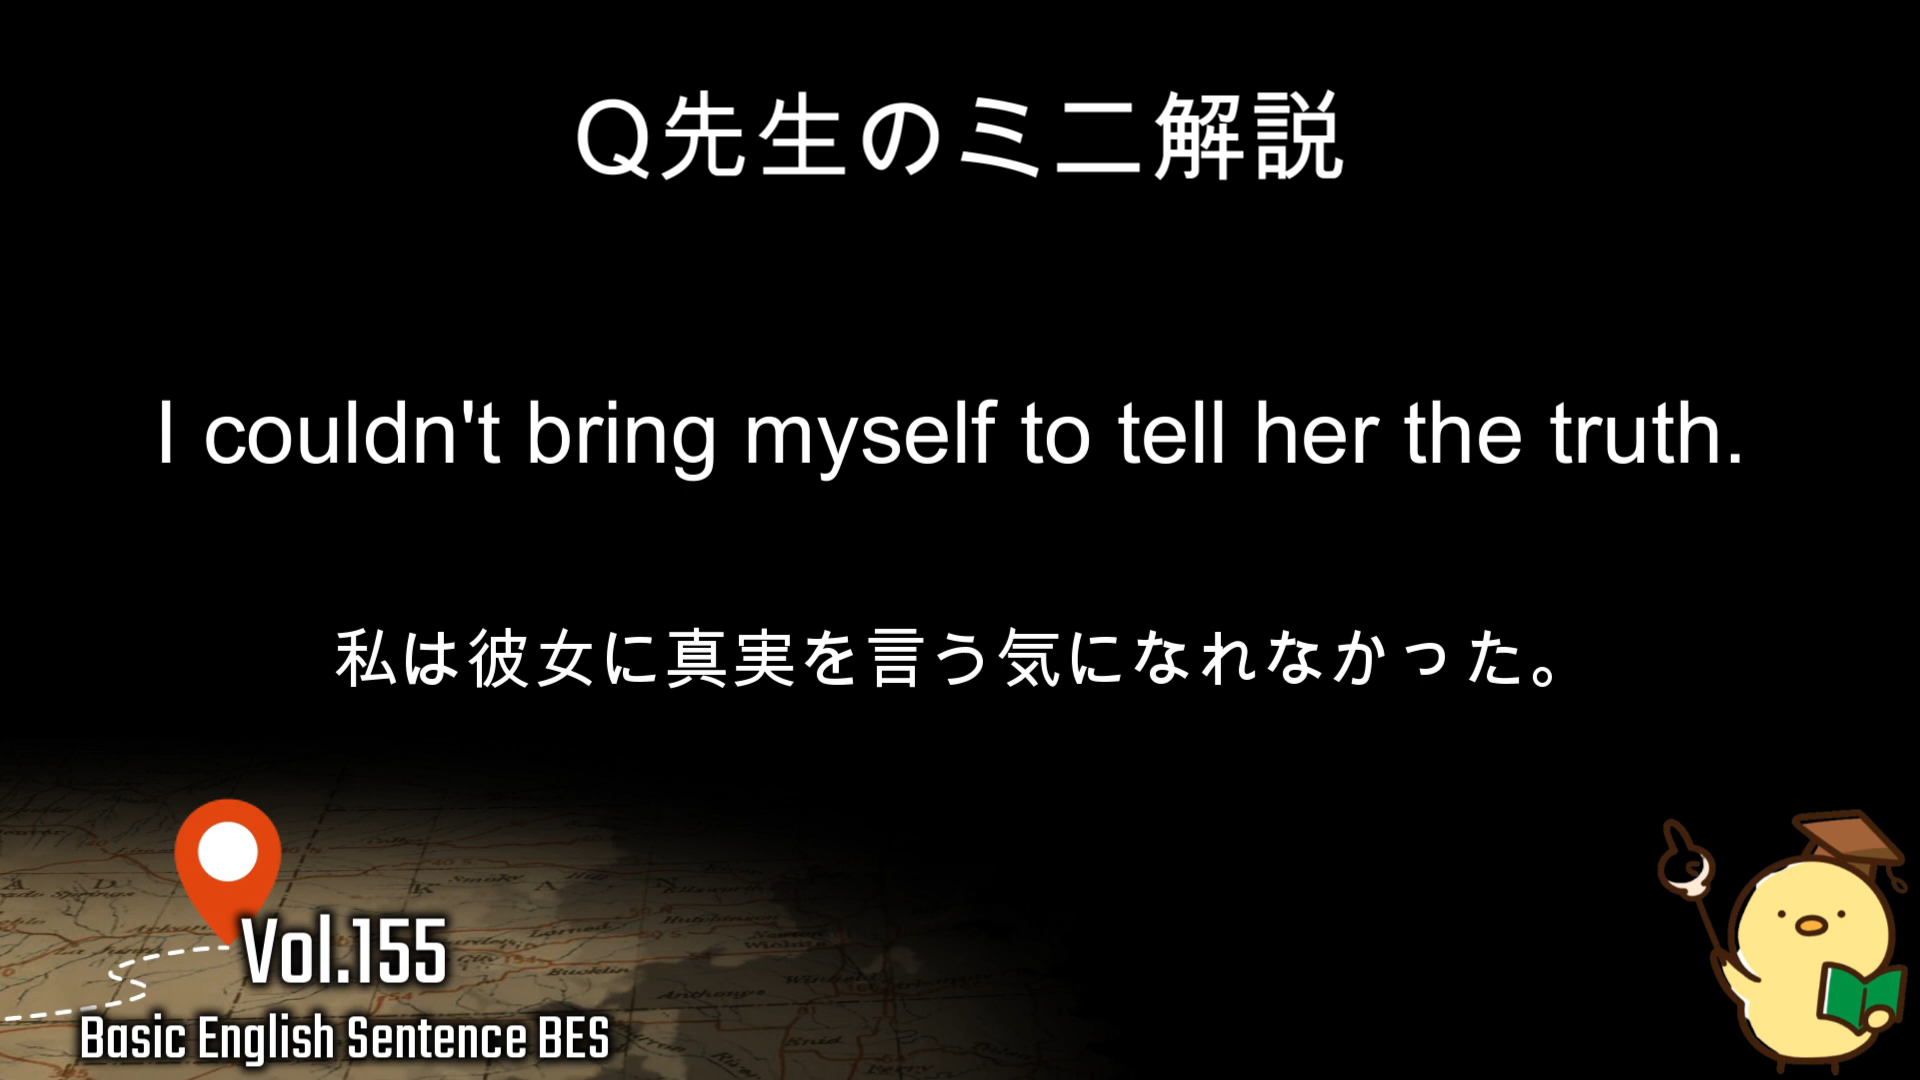 Q先生のミニ解説
I couldn't bring myself to tell her the truth.
私は彼女に真実を言う気になれなかった。
Vol.155
Basic English Sentence BES